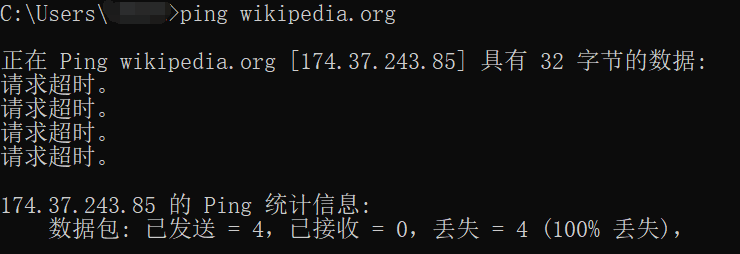 C:\Users\ >ping wikipedia.org
正在 Ping wikipedia.org [174.37.243.85] 具有 32 字节的数据:
请求超时。
请求超时。
请求超时。
请求超时。
174.37.243.85 的 Ping 统计信息:
数据包: 已发送 = 4，已接收 = 0，丢失 = 4 (100% 丢失)，